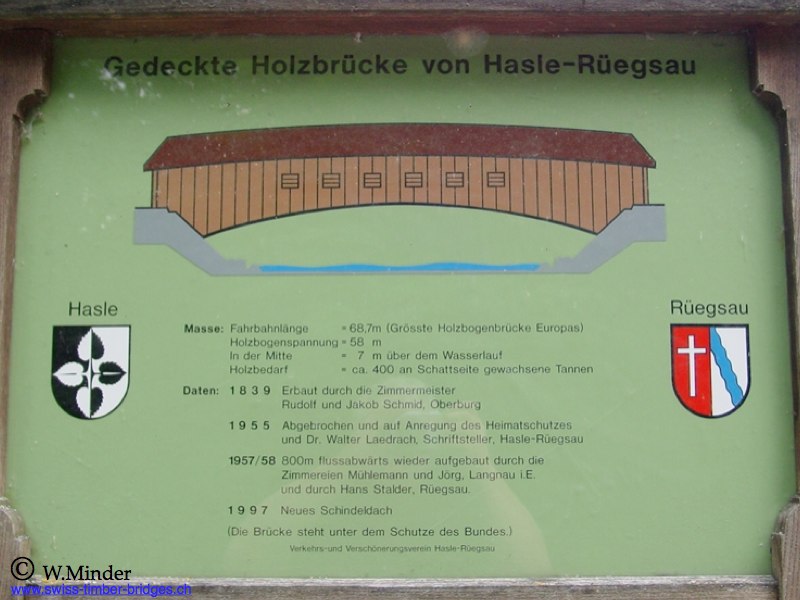 Gedeckte Holzbrücke von Hasle-Rüegsau
Hasle
Rüegsau
Masse: Fahrbahnlänge = 68,7m (Grösste Holzbogenbrücke Europas)
Holzbogenspannung = 58 m
In der Mitte = 7 m über dem Wasserlauf
Holzbedarf = ca. 400 an Schattseite gewachsene Tannen
Daten: 1839 Erbaut durch die Zimmermeister
Rudolf und Jakob Schmid, Oberburg
1955 Abgebrochen und auf Anregung des Heimatschutzes
und Dr. Walter Laedrach, Schriftsteller, Hasle-Rüegsau
1957/58 800m flussabwärts wieder aufgebaut durch die
Zimmereien Mühlemann und Jörg, Langnau i.E.
und durch Hans Stalder, Rüegsau.
1997 Neues Schindeldach
(Die Brücke steht unter dem Schutze des Bundes.)
Verkehrs-und Verschönerungsverein Hasle-Rüegsau
© W.Minder
www.swiss-timber-bridges.ch